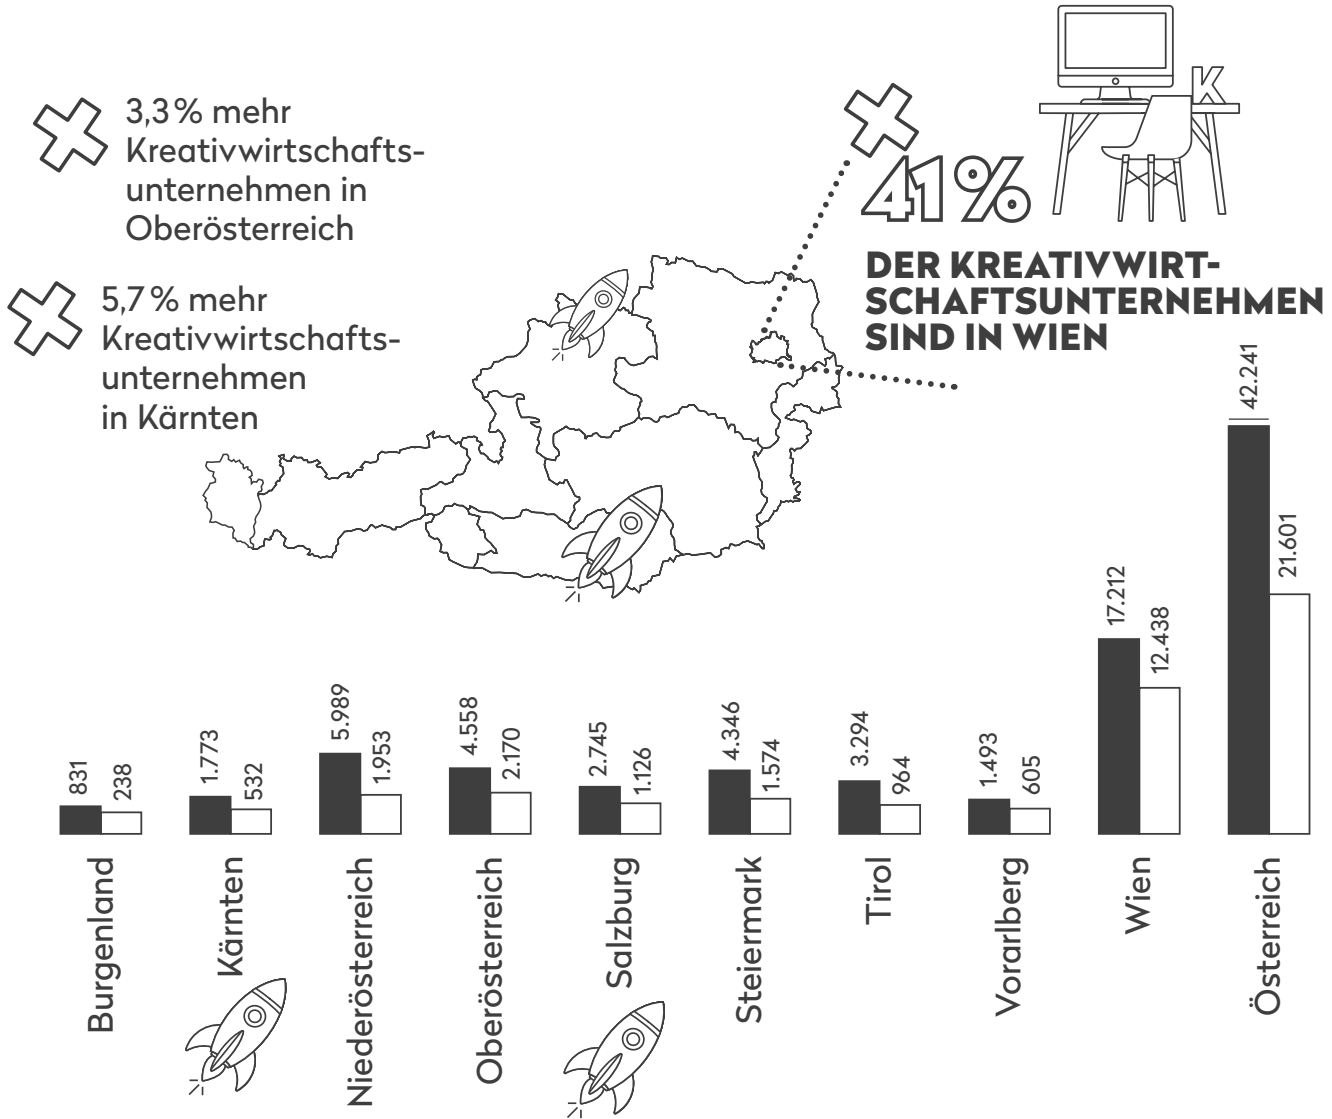 3,3 % mehr
Kreativwirtschafts-
unternehmen in
Oberösterreich
5,7 % mehr
Kreativwirtschafts-
unternehmen
in Kärnten
K
41%
DER KREATIVWIRT-
SCHAFTSUNTERNEHMEN
SIND IN WIEN
831
238
1.773
532
5.989
1.953
4.558
2.170
2.745
1.126
4.346
1.574
3.294
964
1.493
605
17.212
12.438
42.241
21.601
Burgenland
Kärnten
Niederösterreich
Oberösterreich
Salzburg
Steiermark
Tirol
Vorarlberg
Wien
Österreich